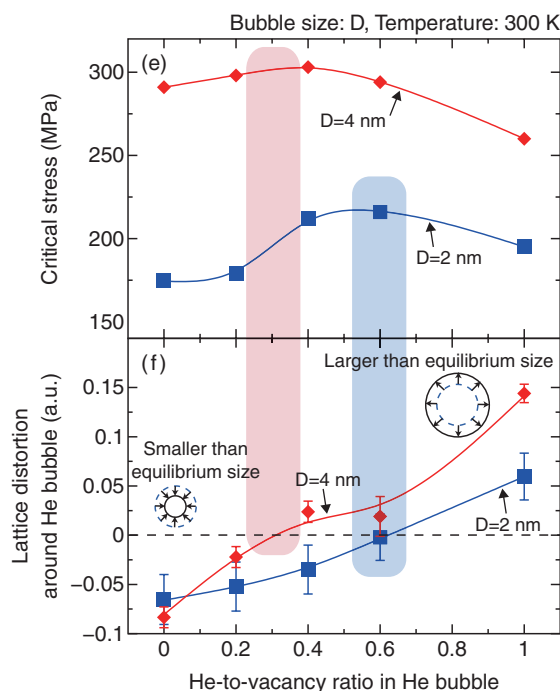 Bubble size: D, Temperature: 300 K
(e)
Critical stress (MPa)
300
250
200
150
D=4 nm
D=2 nm
(f)
Larger than equilibrium size
Smaller than
equilibrium size
D=4 nm
D=2 nm
Lattice distortion
around He bubble (a.u.)
0.15
0.1
0.05
0
−0.05
−0.1
0 0.2 0.4 0.6 0.8 1
He-to-vacancy ratio in He bubble